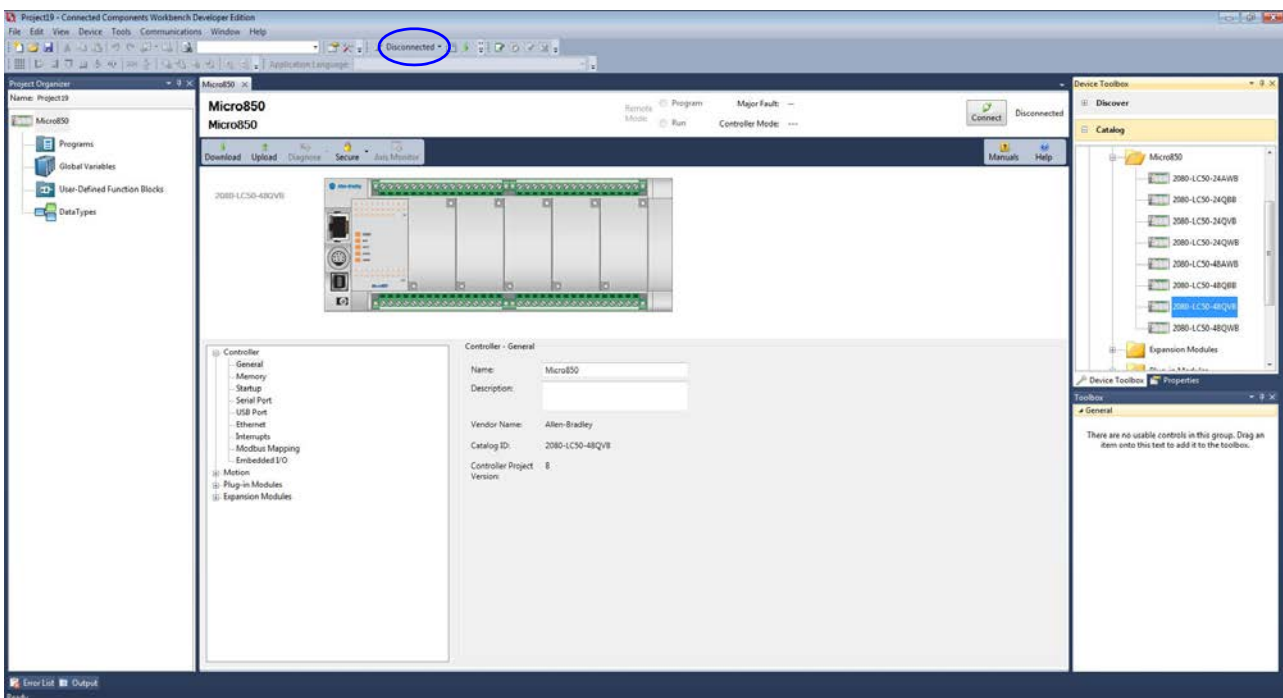 Project19 - Connected Components Workbench Developer Edition
File Edit View Device Tools Communications Window Help
Disconnected
Application Language:
Project Organizer
Name: Project19
Micro850
Programs
Global Variables
User-Defined Function Blocks
DataTypes
Micro850
Micro850
Micro850
Remote Mode
Program
Run
Major Fault: --
Controller Mode: ---
Connect
Disconnected
Download Upload Diagnose Secure Axis Monitor
Manuals Help
2080-LC50-48QVB
Controller
General
Memory
Startup
Serial Port
USB Port
Ethernet
Interrupts
Modbus Mapping
Embedded I/O
Motion
Plug-in Modules
Expansion Modules
Controller - General
Name: Micro850
Description:
Vendor Name: Allen-Bradley
Catalog ID: 2080-LC50-48QVB
Controller Project Version: 8
Device Toolbox
Discover
Catalog
Micro850
2080-LC50-24AWB
2080-LC50-24QBB
2080-LC50-24QVB
2080-LC50-24QWB
2080-LC50-48AWB
2080-LC50-48QBB
2080-LC50-48QVB
2080-LC50-48QWB
Expansion Modules
Plug-in Modules
Device Toolbox Properties
Toolbox
General
There are no usable controls in this group. Drag an
item onto this text to add it to the toolbox.
Error List Output
Ready